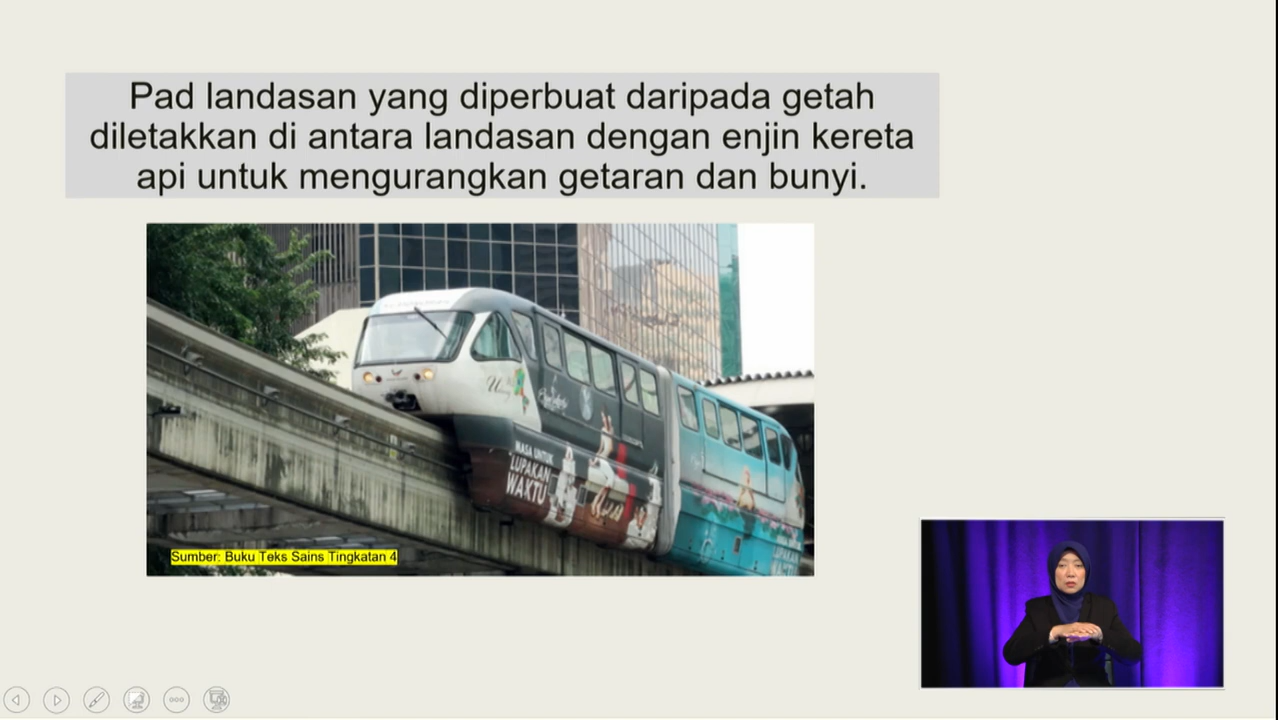 Pad landasan yang diperbuat daripada getah
diletakkan di antara landasan dengan enjin kereta
api untuk mengurangkan getaran dan bunyi.
MASA UNTUK
LUPAKAN
WAKTU
Sumber: Buku Teks Sains Tingkatan 4